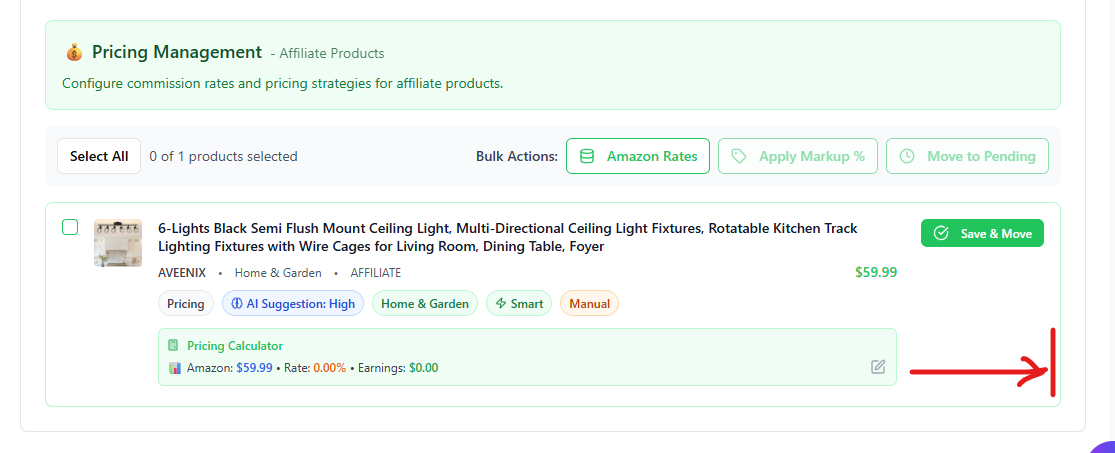 Pricing Management - Affiliate Products
Configure commission rates and pricing strategies for affiliate products.
Select All 0 of 1 products selected Bulk Actions: Amazon Rates Apply Markup % Move to Pending
6-Lights Black Semi Flush Mount Ceiling Light, Multi-Directional Ceiling Light Fixtures, Rotatable Kitchen Track
Lighting Fixtures with Wire Cages for Living Room, Dining Table, Foyer
Save & Move
AVEENIX • Home & Garden • AFFILIATE $59.99
Pricing AI Suggestion: High Home & Garden Smart Manual
Pricing Calculator
Amazon: $59.99 • Rate: 0.00% • Earnings: $0.00